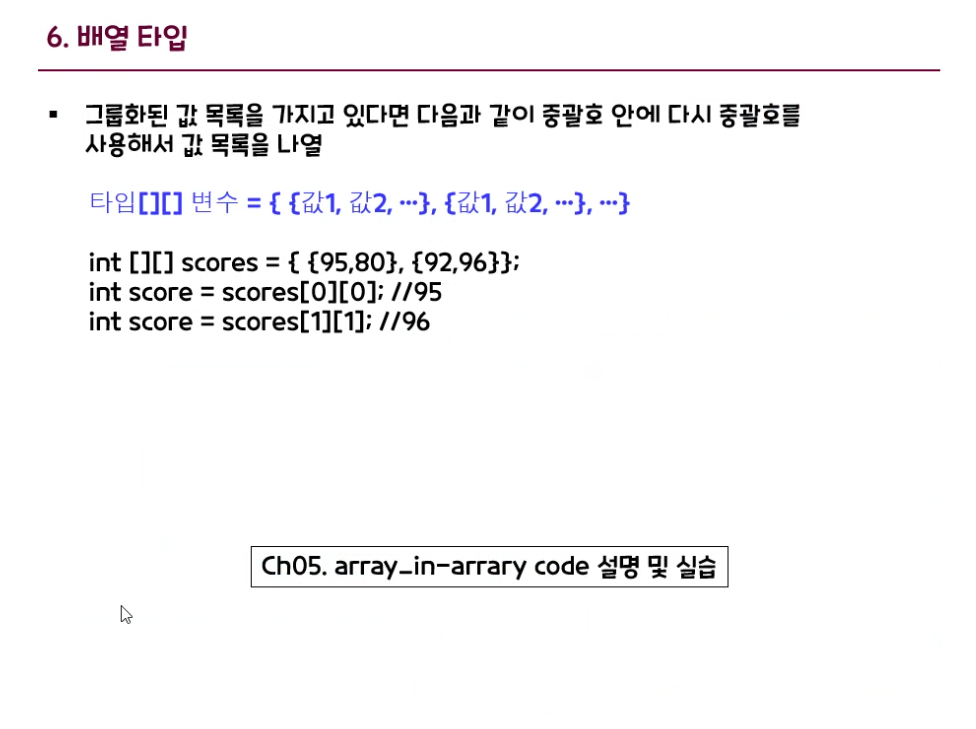 6. 배열 타입
▪ 그룹화된 값 목록을 가지고 있다면 다음과 같이 중괄호 안에 다시 중괄호를
사용해서 값 목록을 나열
타입[][] 변수 = { {값1, 값2, …}, {값1, 값2, …}, …}
int [][] scores = { {95,80}, {92,96}};
int score = scores[0][0]; //95
int score = scores[1][1]; //96
Ch05. array_in-arrary code 설명 및 실습